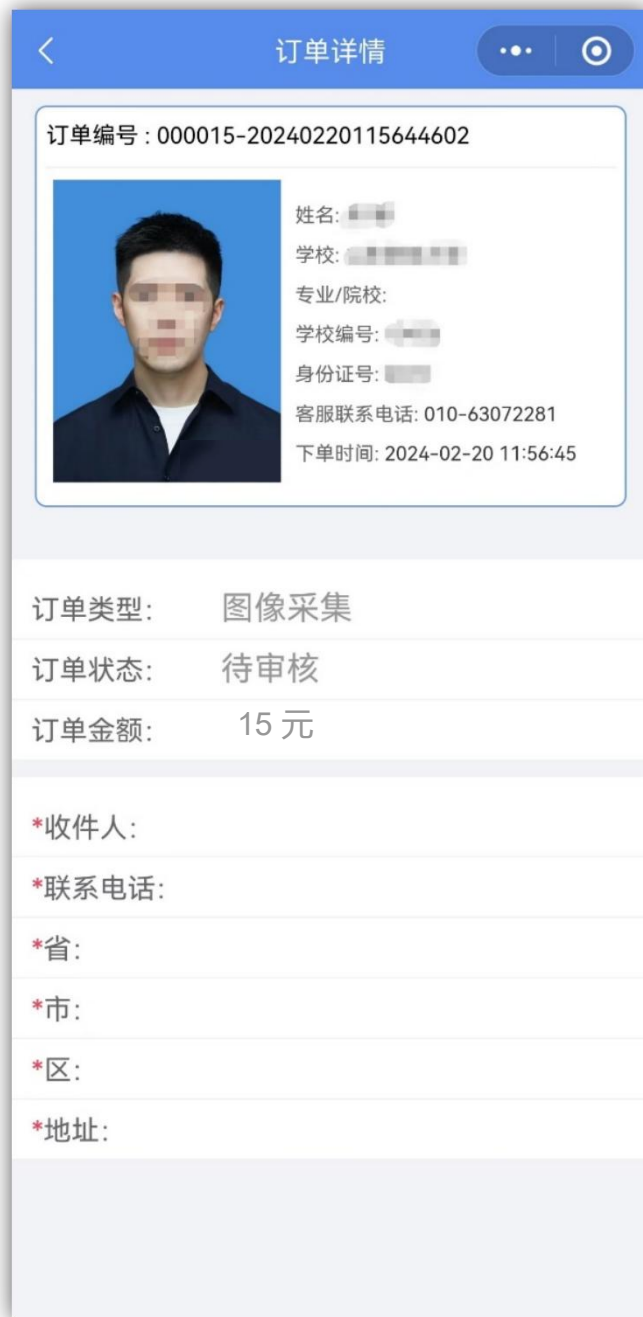 订单详情
订单编号 : 000015-20240220115644602
姓名:
学校:
专业/院校:
学校编号:
身份证号:
客服联系电话: 010-63072281
下单时间: 2024-02-20 11:56:45
订单类型: 图像采集
订单状态: 待审核
订单金额: 15 元
*收件人:
*联系电话:
*省:
*市:
*区:
*地址: